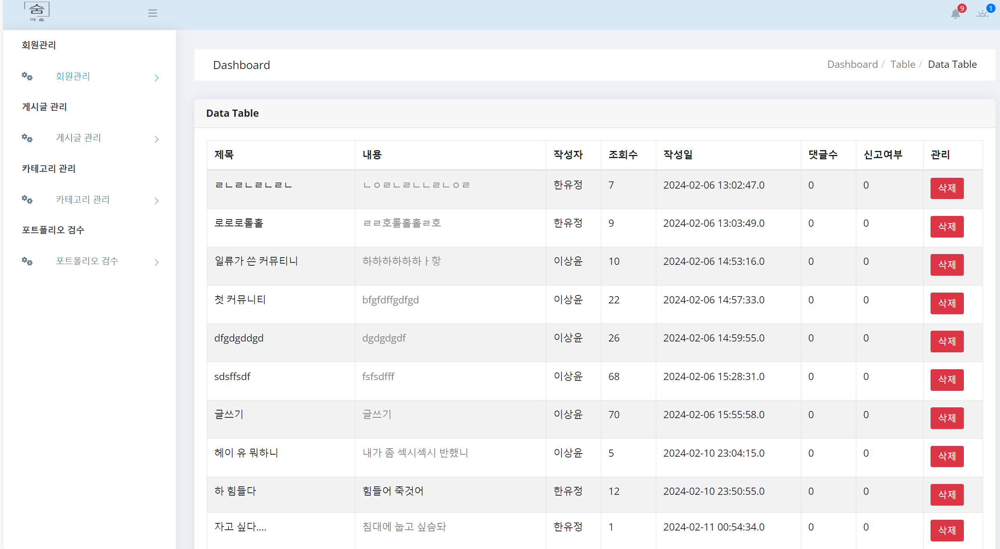 숨
아 숨
9
1
회원관리
회원관리
게시글 관리
게시글 관리
카테고리 관리
카테고리 관리
포트폴리오 검수
포트폴리오 검수
Dashboard
Dashboard / Table / Data Table
Data Table
제목 내용 작성자 조회수 작성일 댓글수 신고여부 관리
ㄹㄴㄹㄴㄹㄴㄹㄴ ㄴㅇㄹㄴㄹㄴㄴㄹㄴㅇㄹ 한유정 7 2024-02-06 13:02:47.0 0 0 삭제
로로로롤홀 ㄹㄹ호롤홀홀ㄹ호 한유정 9 2024-02-06 13:03:49.0 0 0 삭제
일류가 쓴 커뮤티니 하하하하하하ㅏ핳 이상윤 10 2024-02-06 14:53:16.0 0 0 삭제
첫 커뮤니티 bfgfdffgdfgd 이상윤 22 2024-02-06 14:57:33.0 0 0 삭제
dfgdgddgd dgdgdgdf 이상윤 26 2024-02-06 14:59:55.0 0 0 삭제
sdsffsdf fsfsdfff 이상윤 68 2024-02-06 15:28:31.0 0 0 삭제
글쓰기 글쓰기 이상윤 70 2024-02-06 15:55:58.0 0 0 삭제
헤이 유 뭐하니 내가 좀 섹시섹시 반했니 이상윤 5 2024-02-10 23:04:15.0 0 0 삭제
하 힘들다 힘들어 죽것어 한유정 12 2024-02-10 23:50:55.0 0 0 삭제
자고 싶다.... 침대에 눕고 싶슴돠 한유정 1 2024-02-11 00:54:34.0 0 0 삭제